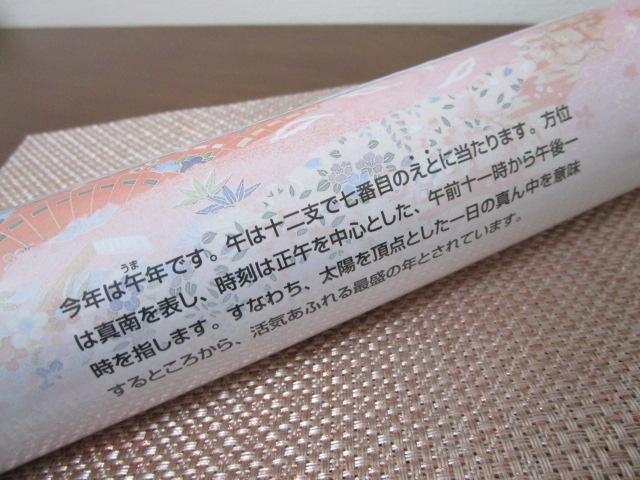 今年は午年です。午は十二支で七番目のえとに当たります。方位
は真南を表し、時刻は正午を中心とした、午前十一時から午後一
時を指します。すなわち、太陽を頂点とした一日の真ん中を意味
するところから、活気あふれる最盛の年とされています。